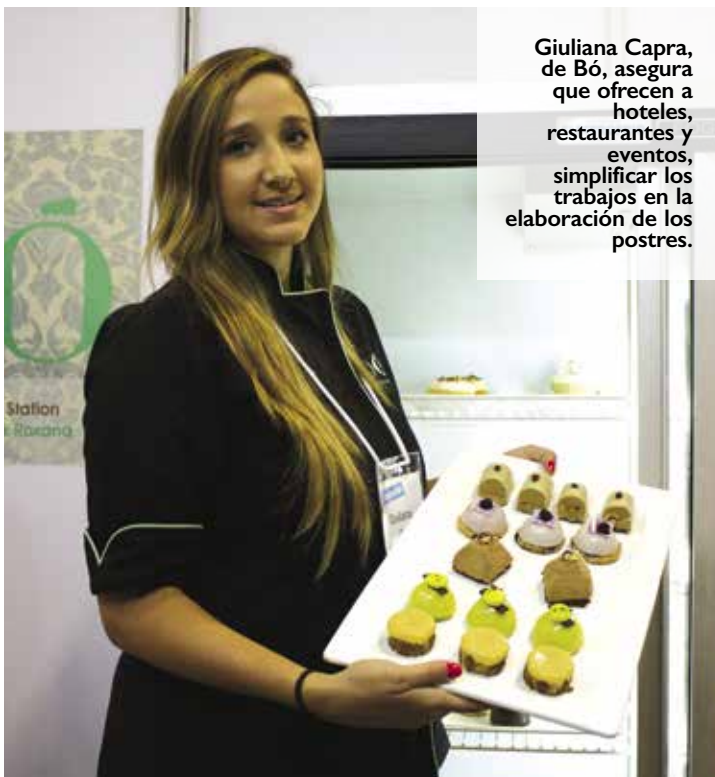 Giuliana Capra,
de Bó, asegura
que ofrecen a
hoteles,
restaurantes y
eventos,
simplificar los
trabajos en la
elaboración de los
postres.
Ó
Station
Roxana